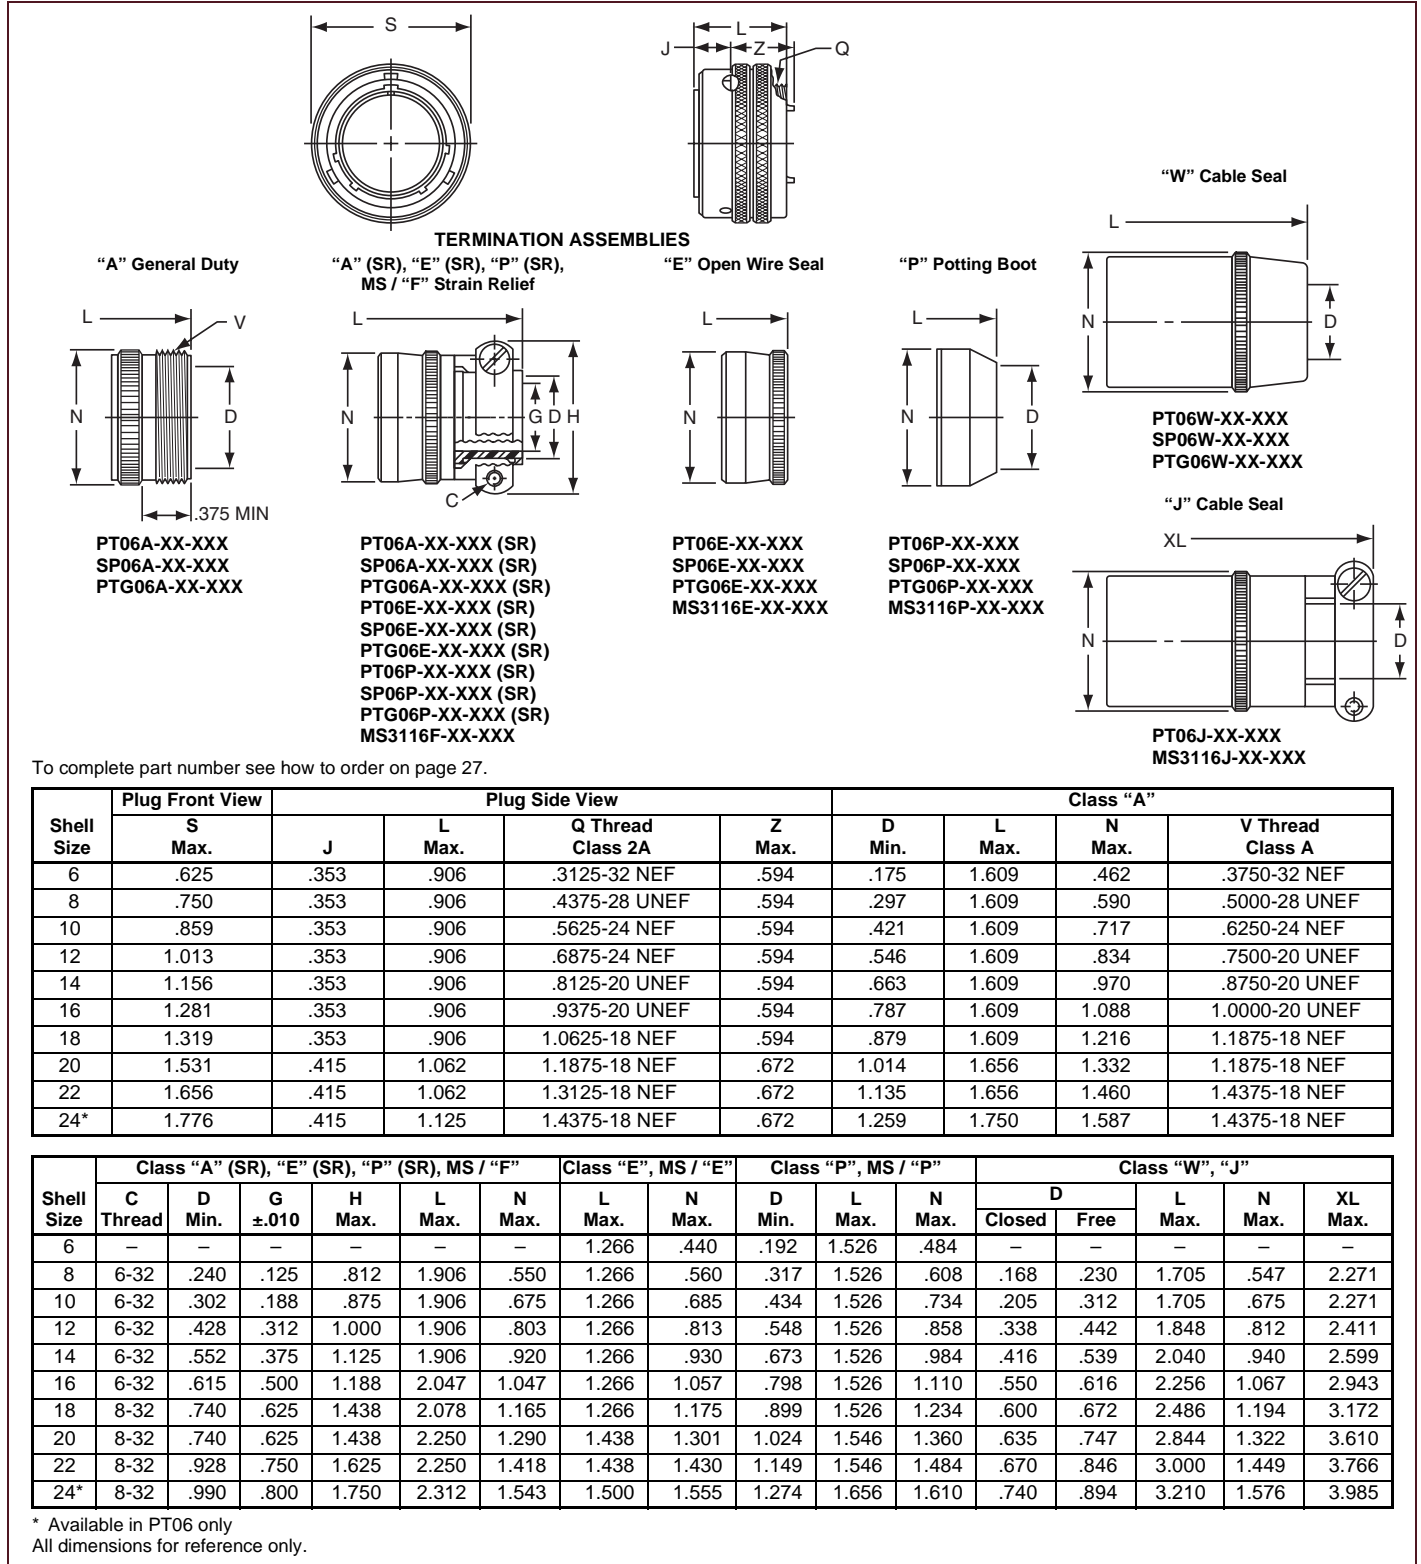 S
L
J
Z
Q
TERMINATION ASSEMBLIES
“A” General Duty
L
V
N
D
.375 MIN
PT06A-XX-XXX
SP06A-XX-XXX
PTG06A-XX-XXX
“A” (SR), “E” (SR), “P” (SR),
MS / “F” Strain Relief
L
N
G D H
C
PT06A-XX-XXX (SR)
SP06A-XX-XXX (SR)
PTG06A-XX-XXX (SR)
PT06E-XX-XXX (SR)
SP06E-XX-XXX (SR)
PTG06E-XX-XXX (SR)
PT06P-XX-XXX (SR)
SP06P-XX-XXX (SR)
PTG06P-XX-XXX (SR)
MS3116F-XX-XXX
“E” Open Wire Seal
L
N
PT06E-XX-XXX
SP06E-XX-XXX
PTG06E-XX-XXX
MS3116E-XX-XXX
“P” Potting Boot
L
N
D
PT06P-XX-XXX
SP06P-XX-XXX
PTG06P-XX-XXX
MS3116P-XX-XXX
“W” Cable Seal
L
N
D
PT06W-XX-XXX
SP06W-XX-XXX
PTG06W-XX-XXX
“J” Cable Seal
XL
N
D
PT06J-XX-XXX
MS3116J-XX-XXX
To complete part number see how to order on page 27.
Plug Front View Plug Side View Class “A”
Shell S J L Q Thread Z D L N V Thread
Size Max. Max. Class 2A Max. Min. Max. Max. Class A
6 .625 .353 .906 .3125-32 NEF .594 .175 1.609 .462 .3750-32 NEF
8 .750 .353 .906 .4375-28 UNEF .594 .297 1.609 .590 .5000-28 UNEF
10 .859 .353 .906 .5625-24 NEF .594 .421 1.609 .717 .6250-24 NEF
12 1.013 .353 .906 .6875-24 NEF .594 .546 1.609 .834 .7500-20 UNEF
14 1.156 .353 .906 .8125-20 UNEF .594 .663 1.609 .970 .8750-20 UNEF
16 1.281 .353 .906 .9375-20 UNEF .594 .787 1.609 1.088 1.0000-20 UNEF
18 1.319 .353 .906 1.0625-18 NEF .594 .879 1.609 1.216 1.1875-18 NEF
20 1.531 .415 1.062 1.1875-18 NEF .672 1.014 1.656 1.332 1.1875-18 NEF
22 1.656 .415 1.062 1.3125-18 NEF .672 1.135 1.656 1.460 1.4375-18 NEF
24* 1.776 .415 1.125 1.4375-18 NEF .672 1.259 1.750 1.587 1.4375-18 NEF
Class “A” (SR), “E” (SR), “P” (SR), MS / “F” Class “E”, MS / “E” Class “P”, MS / “P” Class “W”, “J”
Shell C D G H L N L N D L N D L N XL
Size Thread Min. ±.010 Max. Max. Max. Max. Max. Min. Max. Max. Closed Free Max. Max. Max.
6 – – – – – – 1.266 .440 .192 1.526 .484 – – – – –
8 6-32 .240 .125 .812 1.906 .550 1.266 .560 .317 1.526 .608 .168 .230 1.705 .547 2.271
10 6-32 .302 .188 .875 1.906 .675 1.266 .685 .434 1.526 .734 .205 .312 1.705 .675 2.271
12 6-32 .428 .312 1.000 1.906 .803 1.266 .813 .548 1.526 .858 .338 .442 1.848 .812 2.411
14 6-32 .552 .375 1.125 1.906 .920 1.266 .930 .673 1.526 .984 .416 .539 2.040 .940 2.599
16 6-32 .615 .500 1.188 2.047 1.047 1.266 1.057 .798 1.526 1.110 .550 .616 2.256 1.067 2.943
18 8-32 .740 .625 1.438 2.078 1.165 1.266 1.175 .899 1.526 1.234 .600 .672 2.486 1.194 3.172
20 8-32 .740 .625 1.438 2.250 1.290 1.438 1.301 1.024 1.546 1.360 .635 .747 2.844 1.322 3.610
22 8-32 .928 .750 1.625 2.250 1.418 1.438 1.430 1.149 1.546 1.484 .670 .846 3.000 1.449 3.766
24* 8-32 .990 .800 1.750 2.312 1.543 1.500 1.555 1.274 1.656 1.610 .740 .894 3.210 1.576 3.985
* Available in PT06 only
All dimensions for reference only.